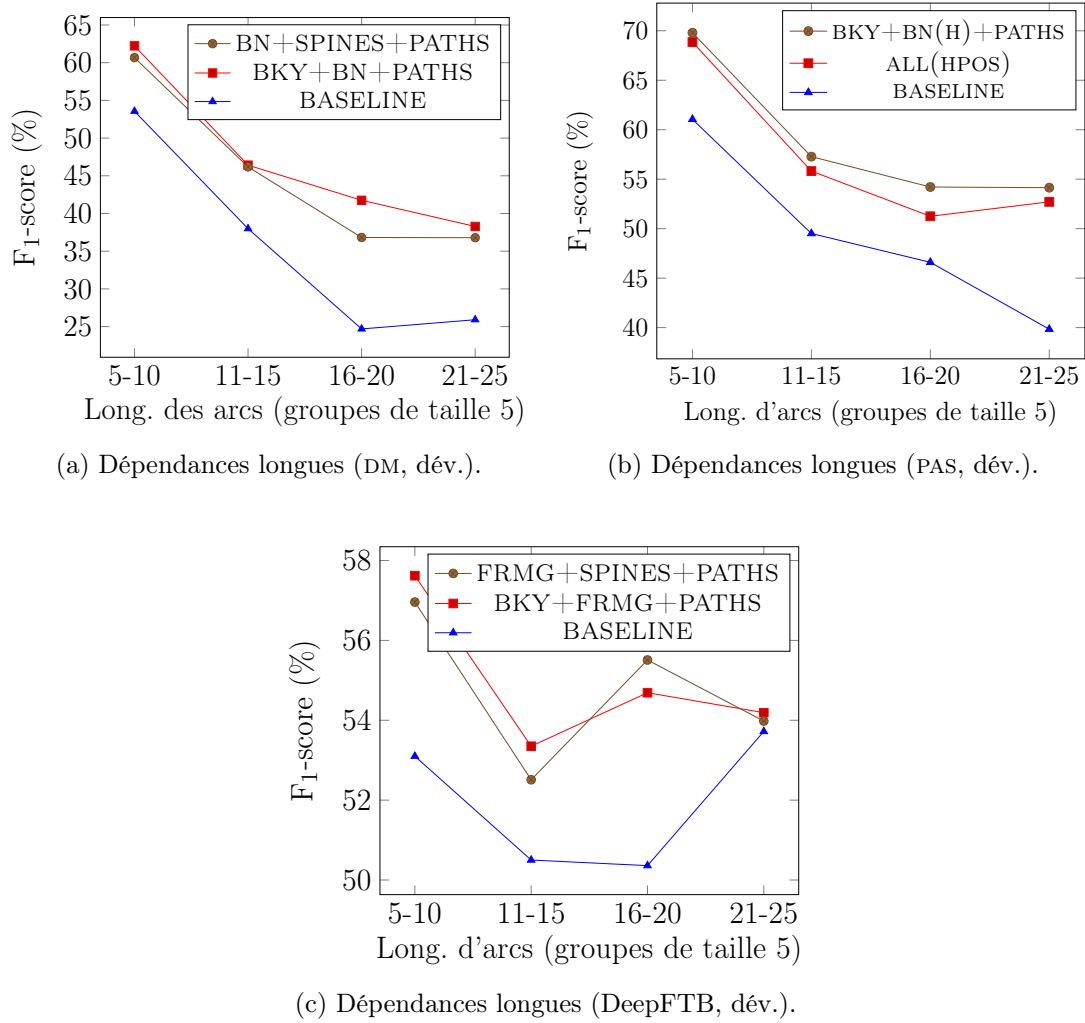 65
60
55
50
45
40
35
30
25
F1-score (%)
BN+SPINES+PATHS
BKY+BN+PATHS
BASELINE
5-10 11-15 16-20 21-25
Long. des arcs (groupes de taille 5)
(a) Dépendances longues (DM, dév.).
70
65
60
55
50
45
40
F1-score (%)
BKY+BN(H)+PATHS
ALL(HPOS)
BASELINE
5-10 11-15 16-20 21-25
Long. d'arcs (groupes de taille 5)
(b) Dépendances longues (PAS, dév.).
58
56
54
52
50
F1-score (%)
FRMG+SPINES+PATHS
BKY+FRMG+PATHS
BASELINE
5-10 11-15 16-20 21-25
Long. d'arcs (groupes de taille 5)
(c) Dépendances longues (DeepFTB, dév.).